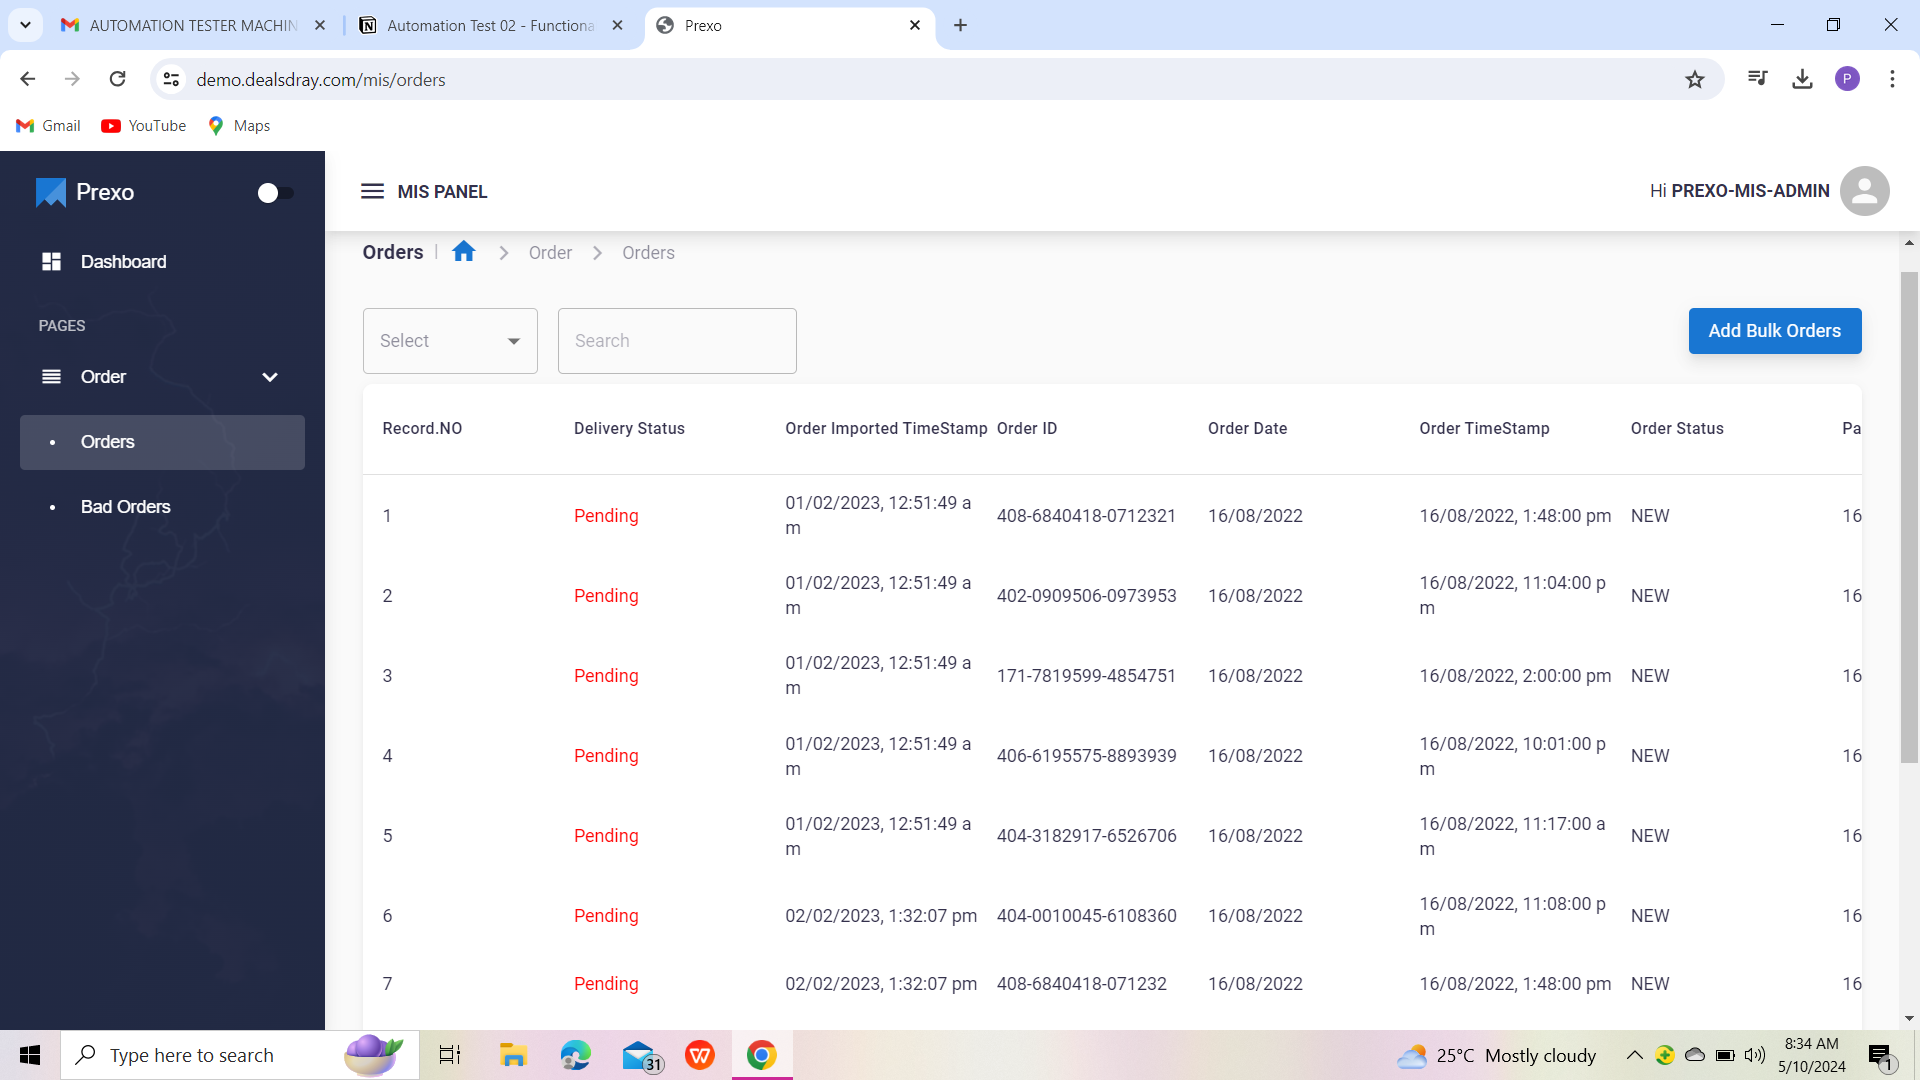 AUTOMATION TESTER MACHIN
Automation Test 02 - Functiona
Prexo
demo.dealsdray.com/mis/orders
P
Gmail YouTube Maps
Prexo
MIS PANEL
Hi PREXO-MIS-ADMIN
Dashboard
PAGES
Order
Orders
Bad Orders
Orders | Order Orders
Select
Search
Add Bulk Orders
Record.NO Delivery Status Order Imported TimeStamp Order ID Order Date Order TimeStamp Order Status Pa
1 Pending 01/02/2023, 12:51:49 a 408-6840418-0712321 16/08/2022 16/08/2022, 1:48:00 pm NEW 16
m
2 Pending 01/02/2023, 12:51:49 a 402-0909506-0973953 16/08/2022 16/08/2022, 11:04:00 p NEW 16
m m
3 Pending 01/02/2023, 12:51:49 a 171-7819599-4854751 16/08/2022 16/08/2022, 2:00:00 pm NEW 16
m
4 Pending 01/02/2023, 12:51:49 a 406-6195575-8893939 16/08/2022 16/08/2022, 10:01:00 p NEW 16
m m
5 Pending 01/02/2023, 12:51:49 a 404-3182917-6526706 16/08/2022 16/08/2022, 11:17:00 a NEW 16
m m
6 Pending 02/02/2023, 1:32:07 pm 404-0010045-6108360 16/08/2022 16/08/2022, 11:08:00 p NEW 16
m
7 Pending 02/02/2023, 1:32:07 pm 408-6840418-071232 16/08/2022 16/08/2022, 1:48:00 pm NEW 16
Type here to search
31
25°C Mostly cloudy
8:34 AM
5/10/2024
1